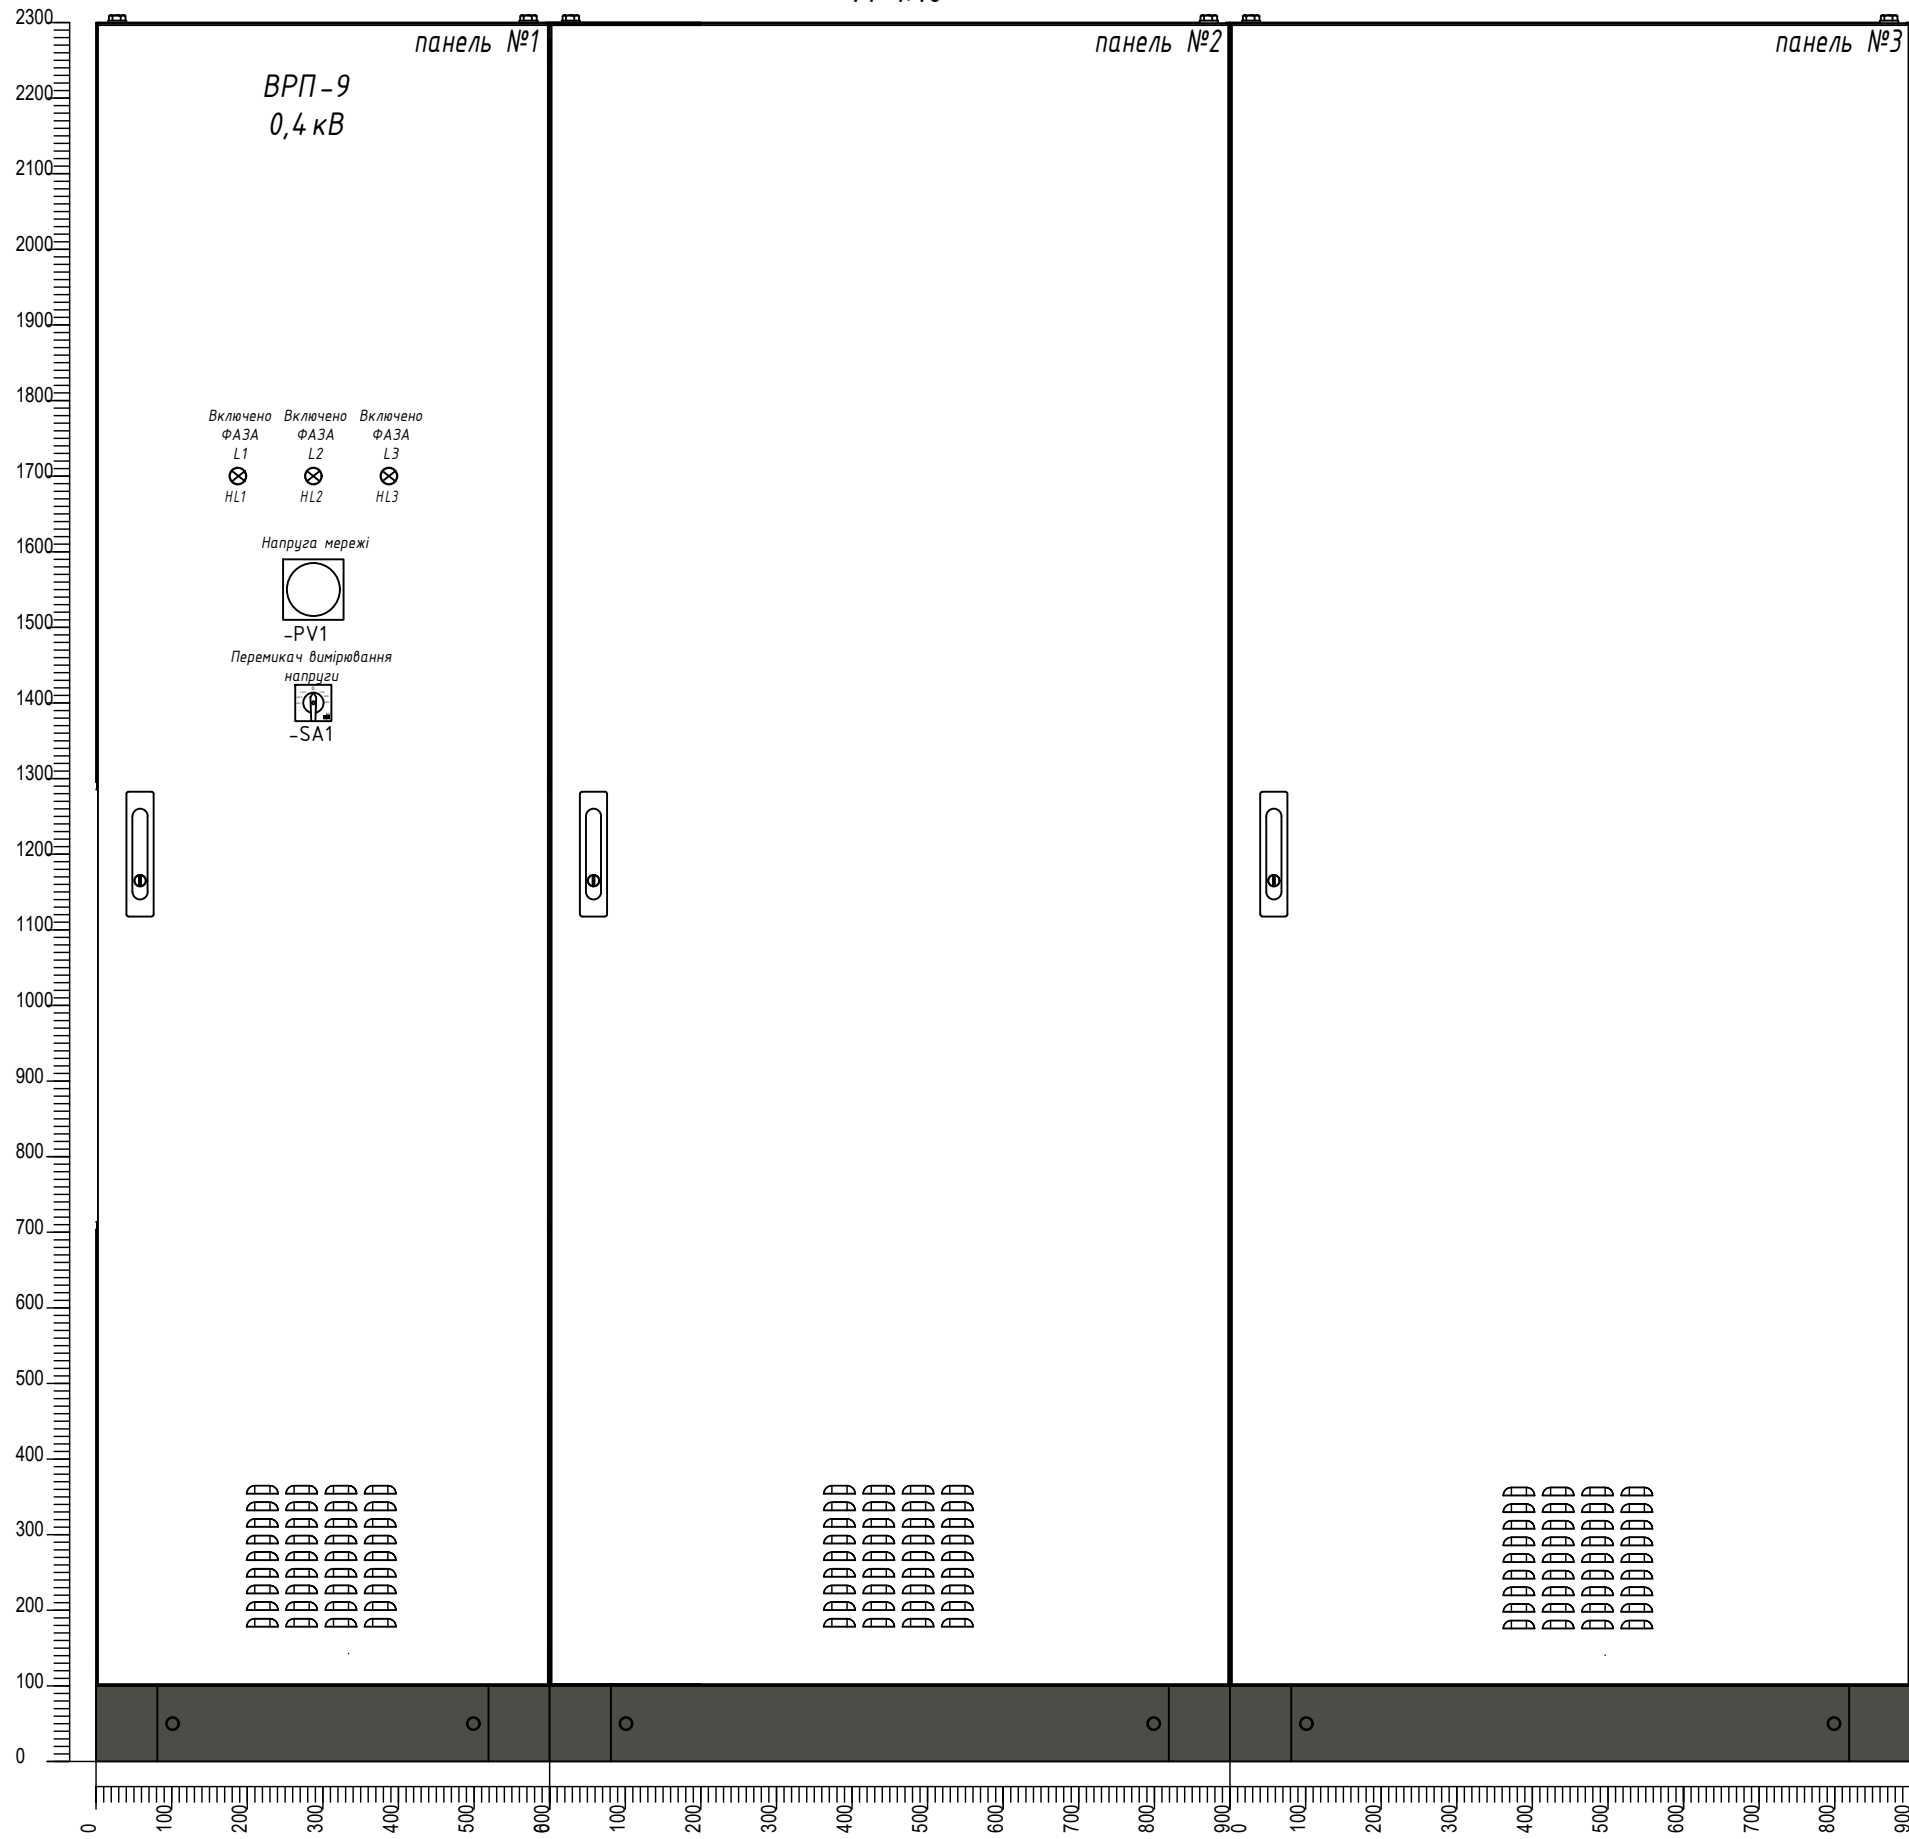 панель №1
панель №2
панель №3
ВРП-9
0,4 кВ
Включено Включено Включено
ФАЗА ФАЗА ФАЗА
L1 L2 L3
HL1 HL2 HL3
Напруга мережі
-PV1
Перемикач вимірювання
напруги
-SA1
2300
2200
2100
2000
1900
1800
1700
1600
1500
1400
1300
1200
1100
1000
900
800
700
600
500
400
300
200
100
0
0 100 200 300 400 500 600 100 200 300 400 500 600 700 800 900 0 100 200 300 400 500 600 700 800 900